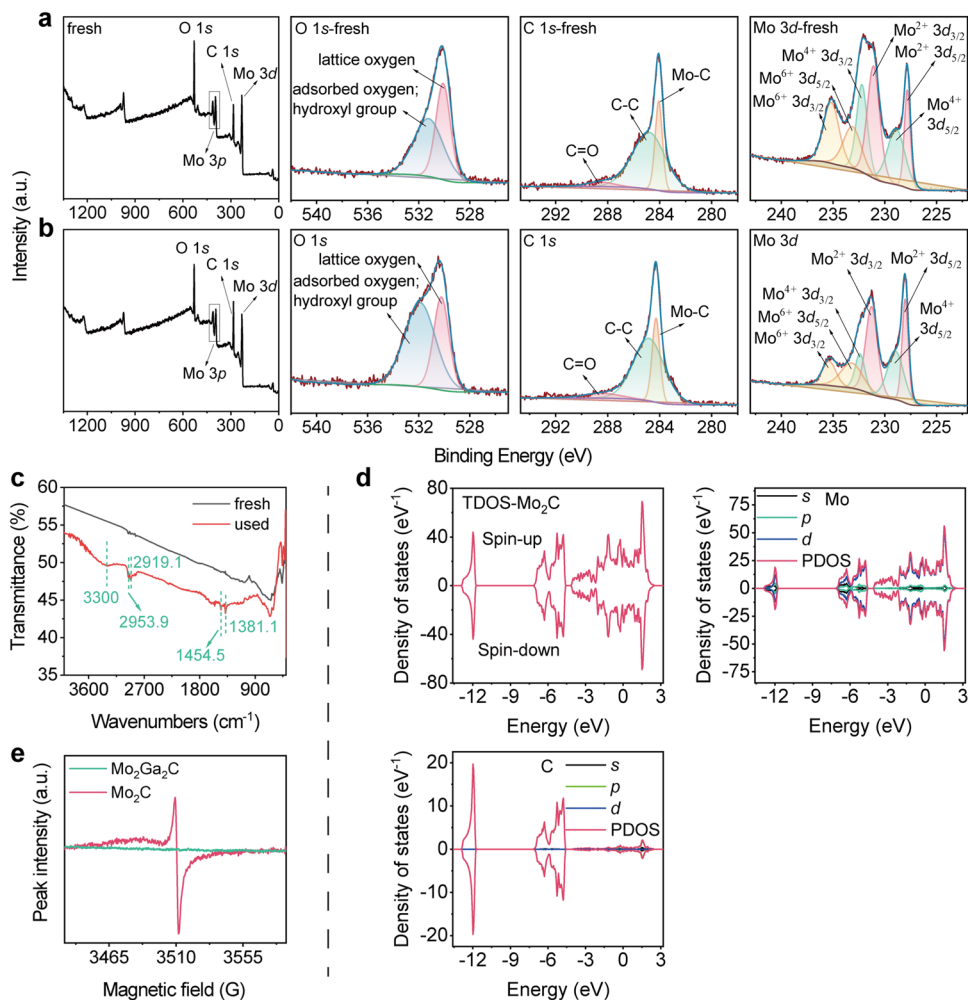 a
fresh
O 1s
C 1s
Mo 3d
Mo 3p
1200 900 600 300 0
O 1s-fresh
lattice oxygen
adsorbed oxygen;
hydroxyl group
540 533 526
C 1s-fresh
Mo-C
C-C
C=O
292 288 284 280
Mo 3d-fresh
Mo²⁺ 3d₃/₂
Mo²⁺ 3d₅/₂
Mo⁴⁺ 3d₃/₂
Mo⁶⁺ 3d₅/₂
Mo⁶⁺ 3d₃/₂
Mo⁴⁺
3d₅/₂
235 230 225
Intensity (a.u.)
b
O 1s
C 1s
Mo 3d
Mo 3p
1200 900 600 300 0
O 1s
lattice oxygen
adsorbed oxygen;
hydroxyl group
540 533 526
C 1s
Mo-C
C-C
C=O
292 288 284 280
Mo 3d
Mo²⁺ 3d₃/₂
Mo²⁺ 3d₅/₂
Mo⁴⁺ 3d₃/₂
Mo⁶⁺ 3d₅/₂
Mo⁶⁺ 3d₃/₂
Mo⁴⁺
3d₅/₂
235 230 225
Binding Energy (eV)
c
Transmittance (%)
60
55
50
45
40
35
fresh
used
3300
2919.1
2953.9
1454.5
1381.1
3600 2700 1800 900
Wavenumbers (cm⁻¹)
d
Density of states (eV⁻¹)
80
40
0
-40
-80
TDOS-Mo₂C
Spin-up
Spin-down
-12 -9 -6 -3 0 3
Energy (eV)
Density of states (eV⁻¹)
75
50
25
0
-25
-50
-75
s
p
d
PDOS
Mo
-12 -9 -6 -3 0 3
Energy (eV)
e
Peak intensity (a.u.)
Mo₂Ga₂C
Mo₂C
3465 3510 3555
Magnetic field (G)
Density of states (eV⁻¹)
20
10
0
-10
-20
C
s
p
d
PDOS
-12 -9 -6 -3 0 3
Energy (eV)